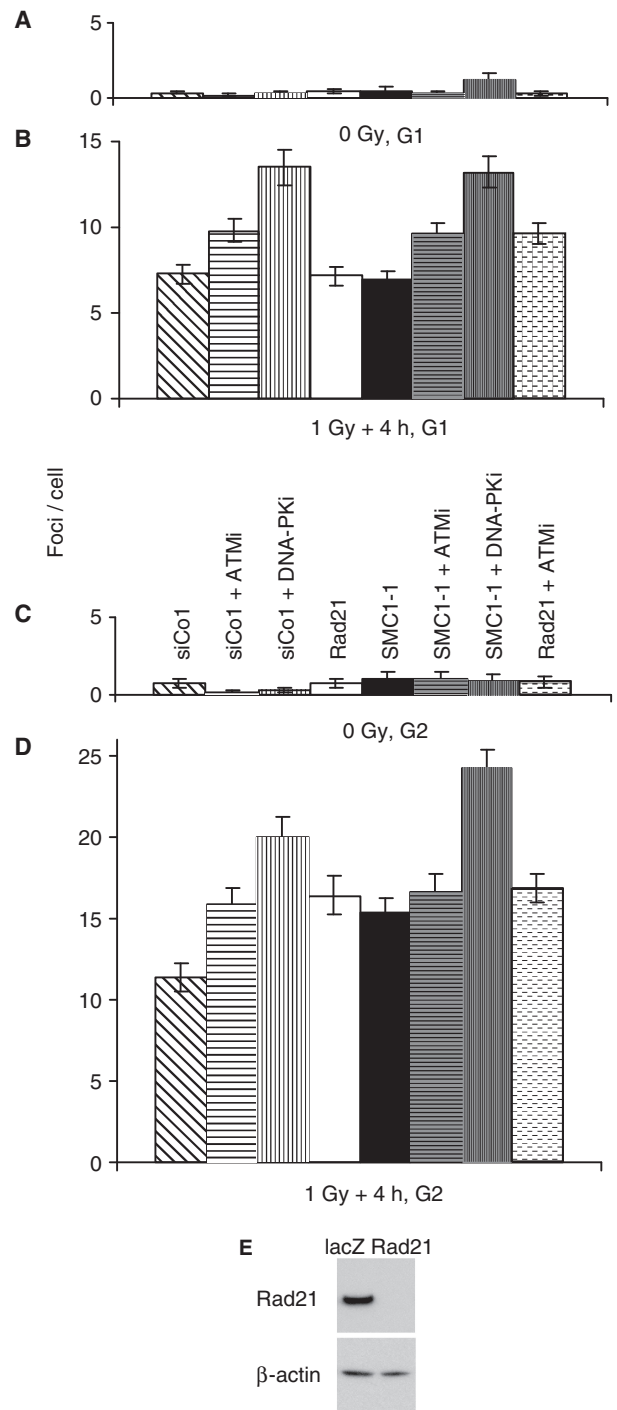 A
5
0
0 Gy, G1
B
15
10
5
0
1 Gy + 4 h, G1
Foci / cell
siCo1
siCo1 + ATMi
siCo1 + DNA-PKi
Rad21
SMC1-1
SMC1-1 + ATMi
SMC1-1 + DNA-PKi
Rad21 + ATMi
C
5
0
0 Gy, G2
D
25
20
15
10
5
0
1 Gy + 4 h, G2
E
lacZ Rad21
Rad21
β-actin